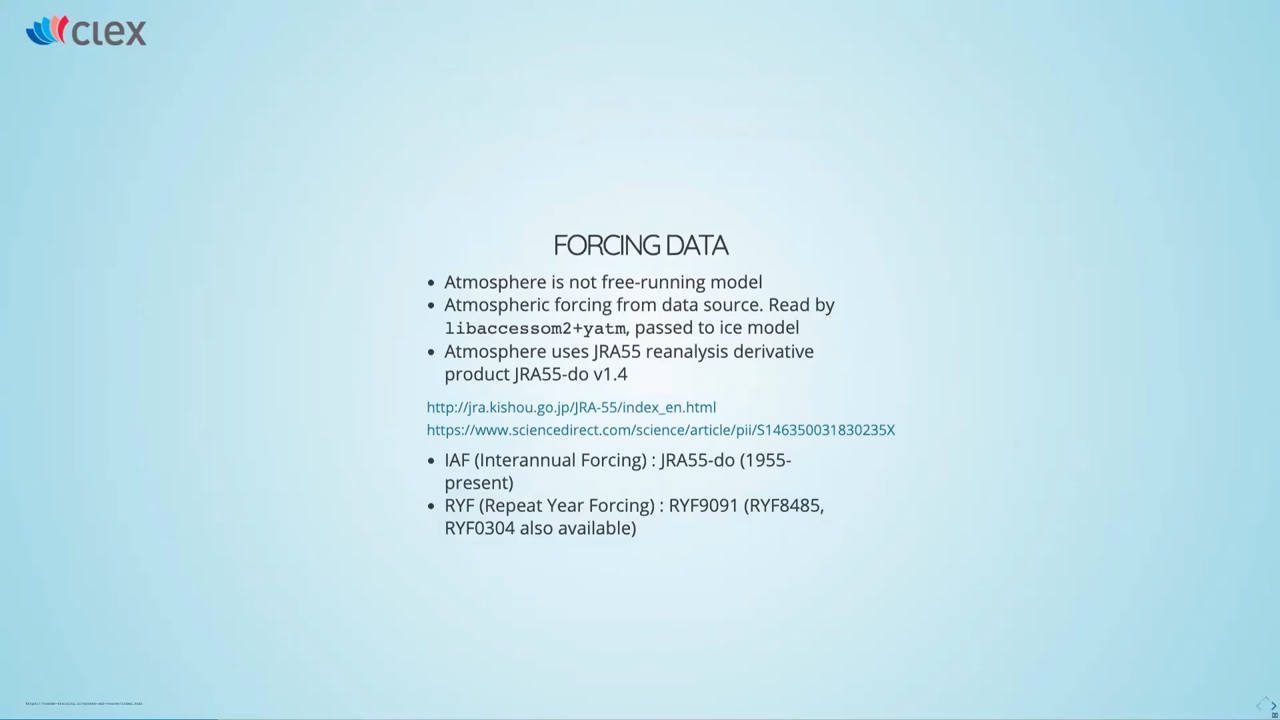 clex
FORCING DATA
• Atmosphere is not free-running model
• Atmospheric forcing from data source. Read by
libaccessom2+yatm, passed to ice model
• Atmosphere uses JRA55 reanalysis derivative
product JRA55-do v1.4
http://jra.kishou.go.jp/JRA-55/index_en.html
https://www.sciencedirect.com/science/article/pii/S146350031830235X
• IAF (Interannual Forcing) : JRA55-do (1955-
present)
• RYF (Repeat Year Forcing) : RYF9091 (RYF8485,
RYF0304 also available)